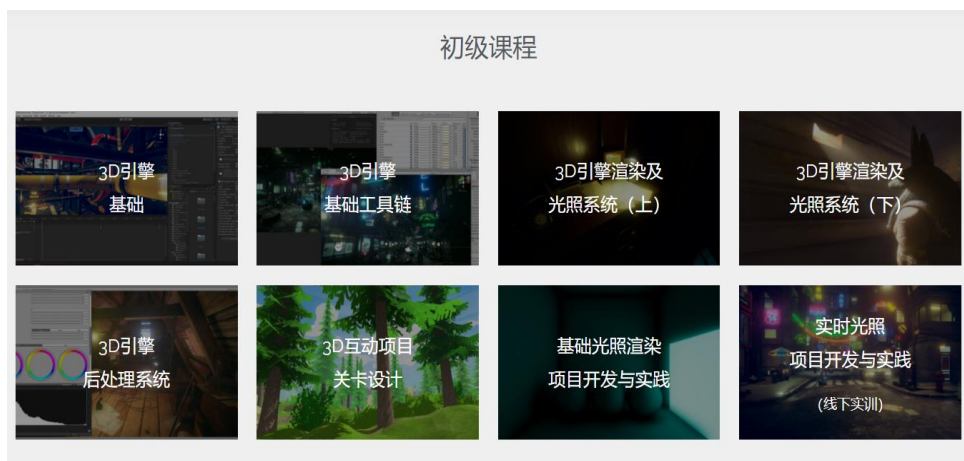 初级课程
3D引擎
基础
3D引擎
基础工具链
3D引擎渲染及
光照系统（上）
3D引擎渲染及
光照系统（下）
3D引擎
后处理系统
3D互动项目
关卡设计
基础光照渲染
项目开发与实践
实时光照
项目开发与实践
(线下实训)